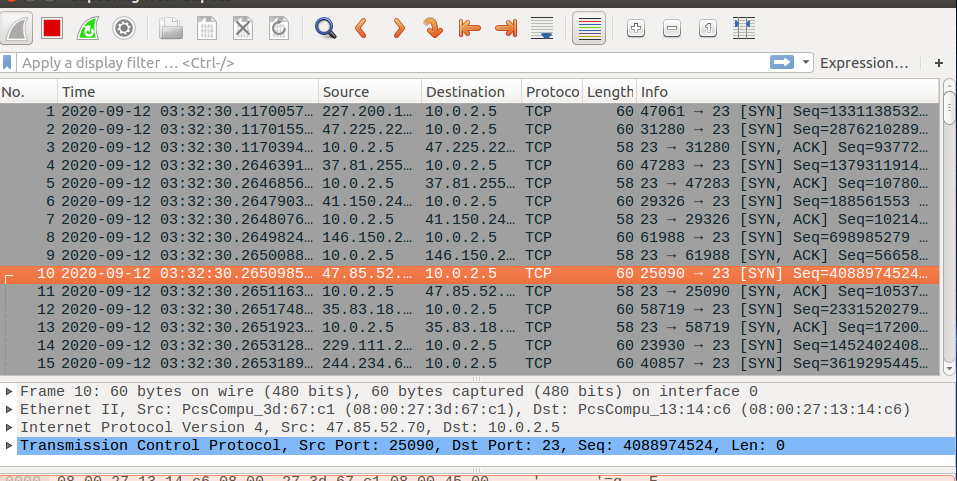 Apply a display filter … <Ctrl-/> Expression… +
No. Time Source Destination Protoco Length Info
1 2020-09-12 03:32:30.1170057… 227.200.1… 10.0.2.5 TCP 60 47061 → 23 [SYN] Seq=1331138532…
2 2020-09-12 03:32:30.1170155… 47.225.22… 10.0.2.5 TCP 60 31280 → 23 [SYN] Seq=2876210289…
3 2020-09-12 03:32:30.1170394… 10.0.2.5 47.225.22… TCP 58 23 → 31280 [SYN, ACK] Seq=93772…
4 2020-09-12 03:32:30.2646391… 37.81.255… 10.0.2.5 TCP 60 47283 → 23 [SYN] Seq=1379311914…
5 2020-09-12 03:32:30.2646856… 10.0.2.5 37.81.255… TCP 58 23 → 47283 [SYN, ACK] Seq=10780…
6 2020-09-12 03:32:30.2647903… 41.150.24… 10.0.2.5 TCP 60 29326 → 23 [SYN] Seq=188561553 …
7 2020-09-12 03:32:30.2648076… 10.0.2.5 41.150.24… TCP 58 23 → 29326 [SYN, ACK] Seq=10214…
8 2020-09-12 03:32:30.2649824… 146.150.2… 10.0.2.5 TCP 60 61988 → 23 [SYN] Seq=698985279 …
9 2020-09-12 03:32:30.2650088… 10.0.2.5 146.150.2… TCP 58 23 → 61988 [SYN, ACK] Seq=56658…
10 2020-09-12 03:32:30.2650985… 47.85.52.… 10.0.2.5 TCP 60 25090 → 23 [SYN] Seq=4088974524…
11 2020-09-12 03:32:30.2651163… 10.0.2.5 47.85.52.… TCP 58 23 → 25090 [SYN, ACK] Seq=10537…
12 2020-09-12 03:32:30.2651748… 35.83.18.… 10.0.2.5 TCP 60 58719 → 23 [SYN] Seq=2331520279…
13 2020-09-12 03:32:30.2651923… 10.0.2.5 35.83.18.… TCP 58 23 → 58719 [SYN, ACK] Seq=17200…
14 2020-09-12 03:32:30.2653128… 229.111.2… 10.0.2.5 TCP 60 23930 → 23 [SYN] Seq=1452402408…
15 2020-09-12 03:32:30.2653189… 244.234.6… 10.0.2.5 TCP 60 40857 → 23 [SYN] Seq=3619295445…
Frame 10: 60 bytes on wire (480 bits), 60 bytes captured (480 bits) on interface 0
Ethernet II, Src: PcsCompu_3d:67:c1 (08:00:27:3d:67:c1), Dst: PcsCompu_13:14:c6 (08:00:27:13:14:c6)
Internet Protocol Version 4, Src: 47.85.52.70, Dst: 10.0.2.5
Transmission Control Protocol, Src Port: 25090, Dst Port: 23, Seq: 4088974524, Len: 0
0000 08 00 27 13 14 c6 08 00 27 3d 67 c1 08 00 45 00